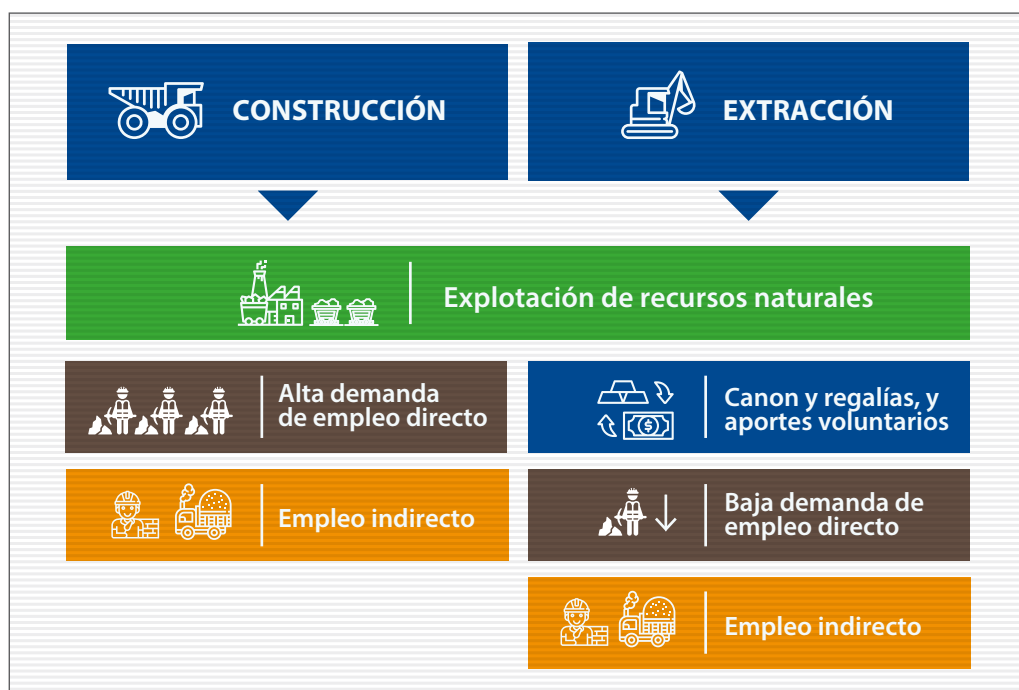 CONSTRUCCIÓN
EXTRACCIÓN
Explotación de recursos naturales
Alta demanda
de empleo directo
Empleo indirecto
Canon y regalías, y
aportes voluntarios
Baja demanda de
empleo directo
Empleo indirecto